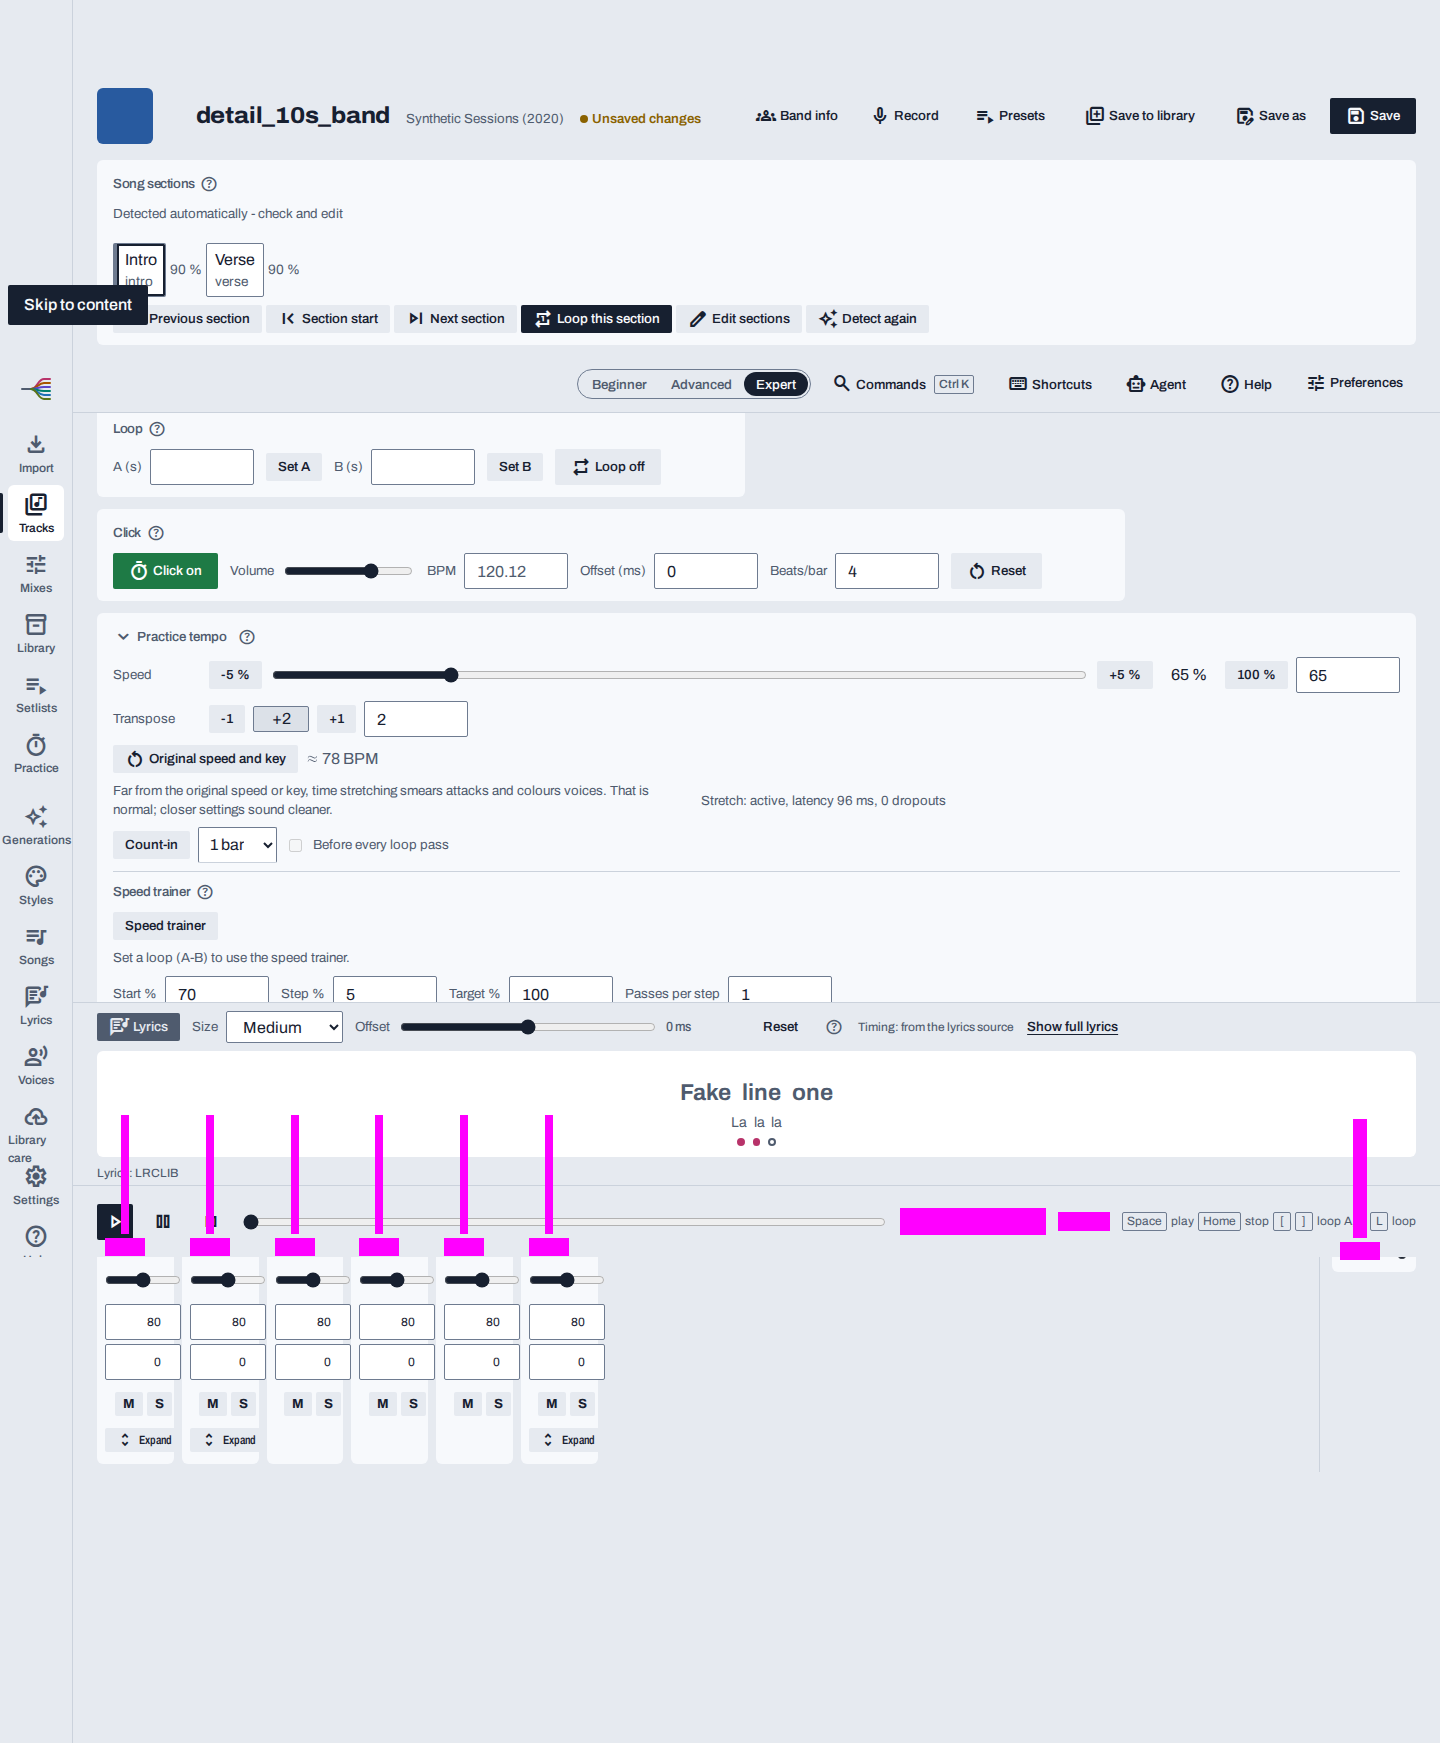 detail_10s_band Synthetic Sessions (2020) Unsaved changes Band info Record Presets Save to library Save as Save
Song sections
Detected automatically - check and edit
Intro
intro
90 %
Verse
verse
90 %
Skip to content
Previous section Section start Next section Loop this section Edit sections Detect again
Beginner Advanced Expert Commands Ctrl K Shortcuts Agent Help Preferences
Import
Tracks
Mixes
Library
Setlists
Practice
Generations
Styles
Songs
Lyrics
Voices
Library
care
Settings
Loop
A (s) Set A B (s) Set B Loop off
Click
Click on Volume BPM 120.12 Offset (ms) 0 Beats/bar 4 Reset
Practice tempo
Speed -5 % +5 % 65 % 100 % 65
Transpose -1 +2 +1 2
Original speed and key ≈ 78 BPM
Far from the original speed or key, time stretching smears attacks and colours voices. That is
normal; closer settings sound cleaner.
Stretch: active, latency 96 ms, 0 dropouts
Count-in 1 bar Before every loop pass
Speed trainer
Speed trainer
Set a loop (A-B) to use the speed trainer.
Start % 70 Step % 5 Target % 100 Passes per step 1
Lyrics Size Medium Offset 0 ms Reset Timing: from the lyrics source Show full lyrics
Fake line one
La la la
LRCLIB
Space play Home stop [ ] loop A L loop
80 80 80 80 80 80
0 0 0 0 0 0
M S M S M S M S M S M S
Expand Expand Expand